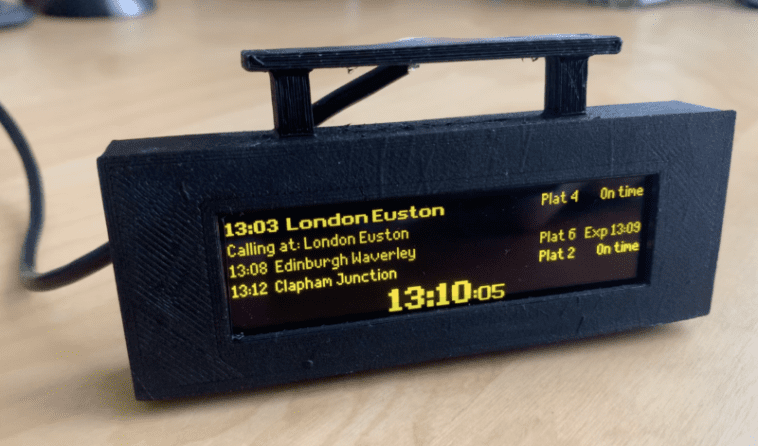 13:03 London Euston Plat 4 On time
Calling at: London Euston
13:08 Edinburgh Waverley Plat 6 Exp 13:09
13:12 Clapham Junction Plat 2 On time
13:10:05